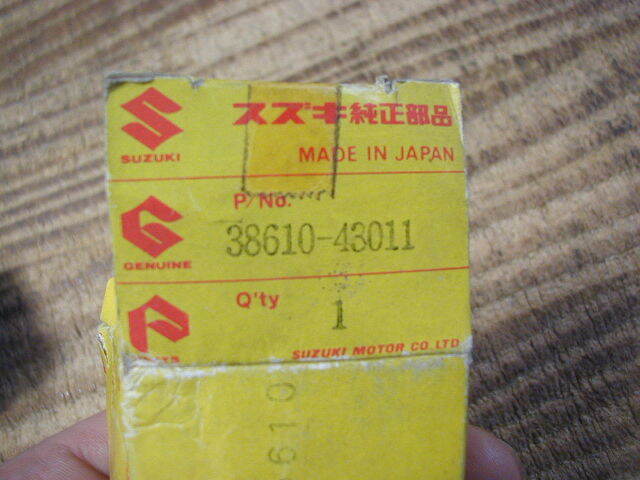 スズキ純正部品
SUZUKI
MADE IN JAPAN
P/No.
38610-43011
GENUINE
Q'ty
1
SUZUKI MOTOR CO LTD
610